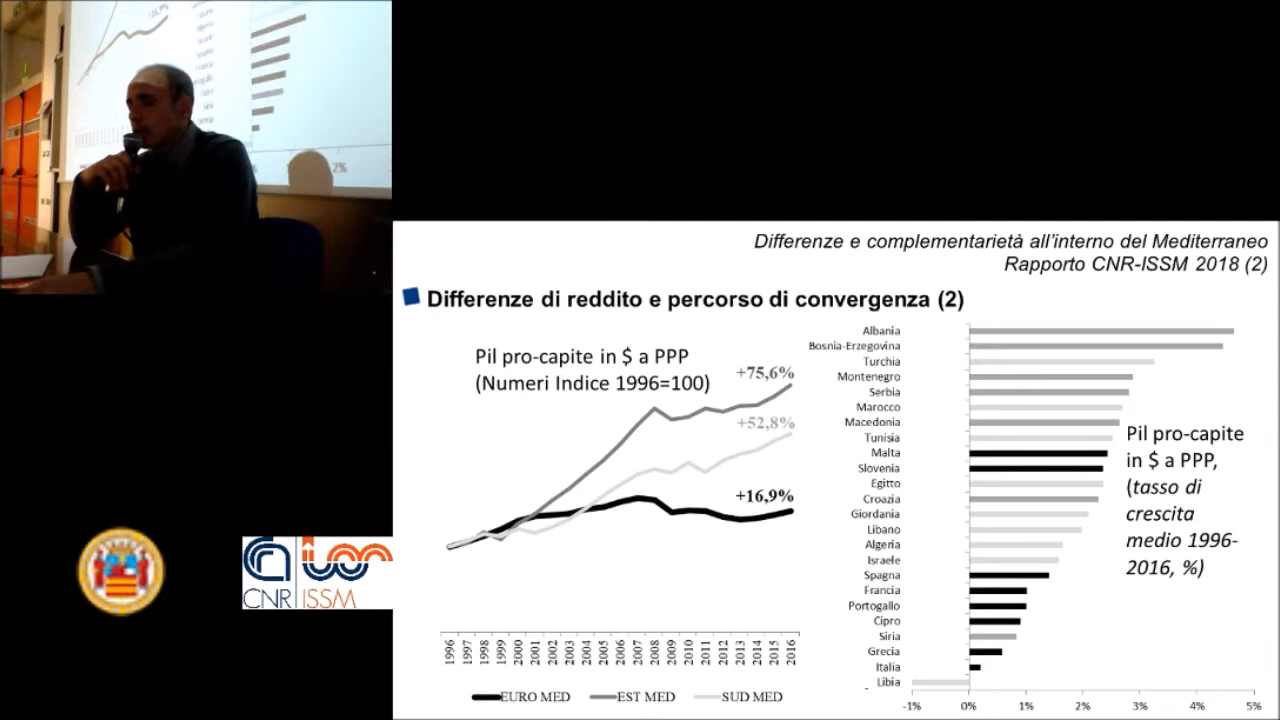 Differenze e complementarietà all'interno del Mediterraneo
Rapporto CNR-ISSM 2018 (2)
Differenze di reddito e percorso di convergenza (2)
Pil pro-capite in $ a PPP
(Numeri Indice 1996=100)
+75,6%
+52,8%
+16,9%
1996 1997 1998 1999 2000 2001 2002 2003 2004 2005 2006 2007 2008 2009 2010 2011 2012 2013 2014 2015 2016
EURO MED EST MED SUD MED
Albania
Bosnia-Erzegovina
Turchia
Montenegro
Serbia
Marocco
Macedonia
Tunisia
Malta
Slovenia
Egitto
Croazia
Giordania
Libano
Algeria
Israele
Spagna
Francia
Portogallo
Cipro
Siria
Grecia
Italia
Libia
-
-1% 0% 1% 2% 3% 4% 5%
Pil pro-capite
in $ a PPP,
(tasso di
crescita
medio 1996-
2016, %)
CNR ISSM
2%